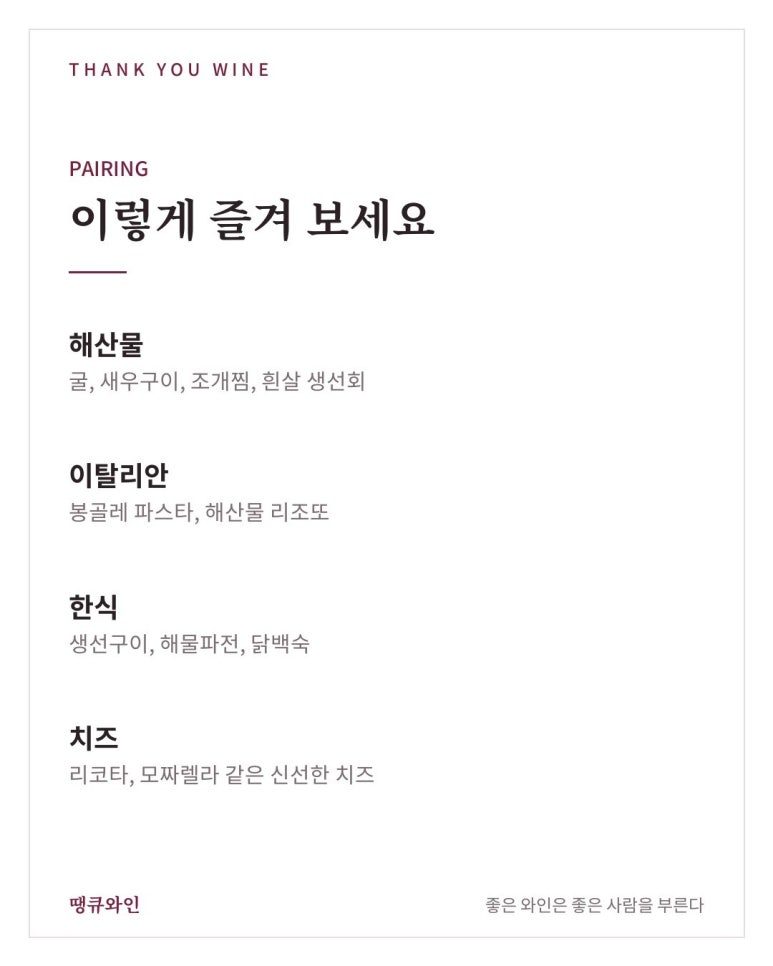 THANK YOU WINE
PAIRING
이렇게 즐겨 보세요
해산물
굴, 새우구이, 조개찜, 흰살 생선회
이탈리안
봉골레 파스타, 해산물 리조또
한식
생선구이, 해물파전, 닭백숙
치즈
리코타, 모짜렐라 같은 신선한 치즈
땡큐와인
좋은 와인은 좋은 사람을 부른다